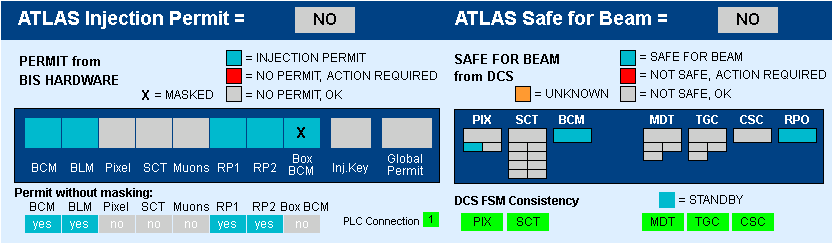 ATLAS Injection Permit = NO
PERMIT from
BIS HARDWARE
= INJECTION PERMIT
= NO PERMIT, ACTION REQUIRED
X = MASKED
= NO PERMIT, OK
X
BCM BLM Pixel SCT Muons RP1 RP2 Box BCM Inj.Key Global Permit
Permit without masking:
BCM BLM Pixel SCT Muons RP1 RP2 Box BCM
yes yes no no no yes yes no
PLC Connection 1
ATLAS Safe for Beam = NO
SAFE FOR BEAM
from DCS
= SAFE FOR BEAM
= NOT SAFE, ACTION REQUIRED
= UNKNOWN
= NOT SAFE, OK
PIX SCT BCM MDT TGC CSC RPO
DCS FSM Consistency
= STANDBY
PIX SCT MDT TGC CSC